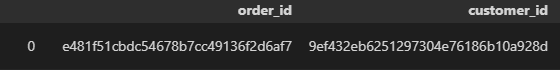 order_id customer_id
0 e481f51cbdc54678b7cc49136f2d6af7 9ef432eb6251297304e76186b10a928d